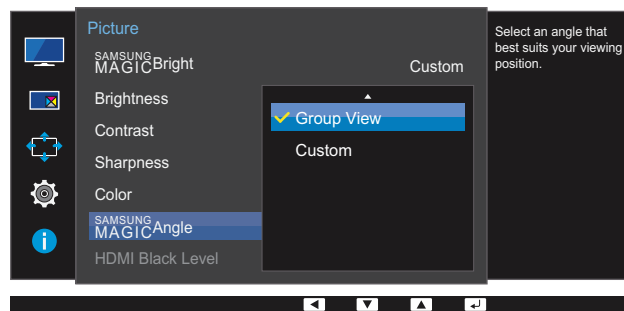 Picture
SAMSUNG
MAGICBright
Custom
Brightness
Contrast
Sharpness
Color
SAMSUNG
MAGICAngle
HDMI Black Level
Group View
Custom
Select an angle that
best suits your viewing
position.